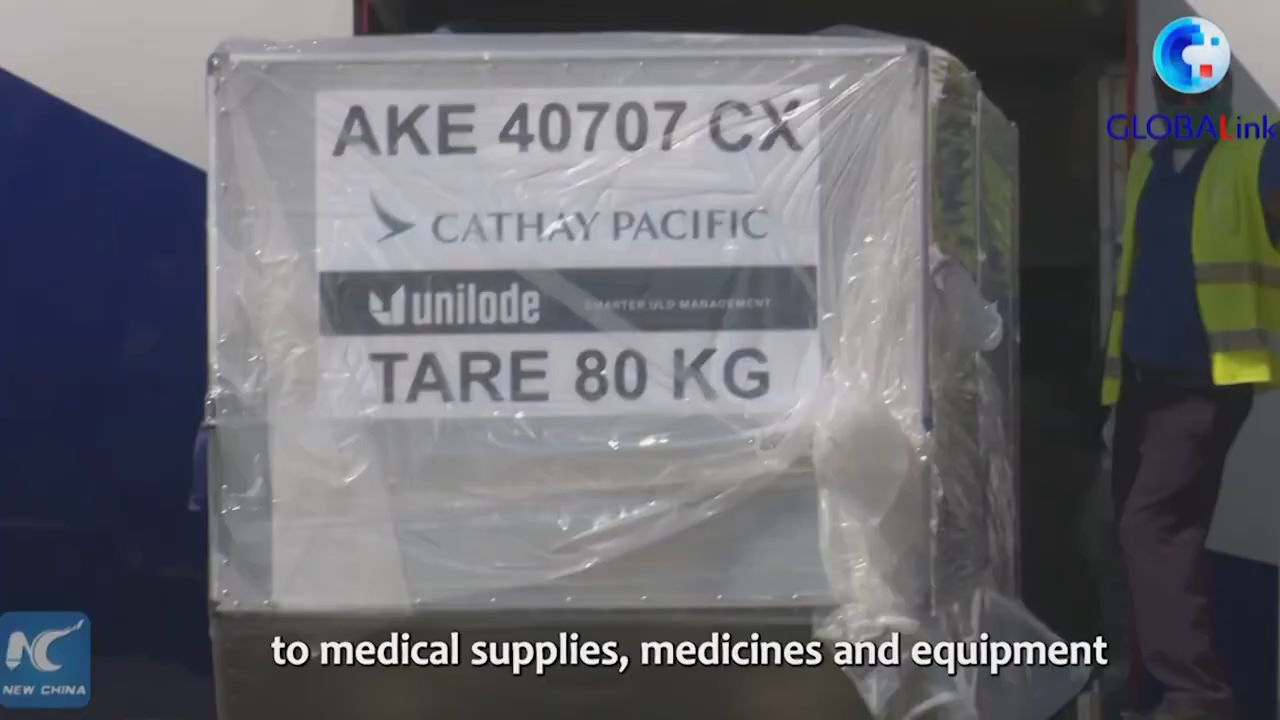 AKE 40707 CX
CATHAY PACIFIC
unilode SMARTER ULD MANAGEMENT
TARE 80 KG
GLOBALink
to medical supplies, medicines and equipment
NC
NEW CHINA